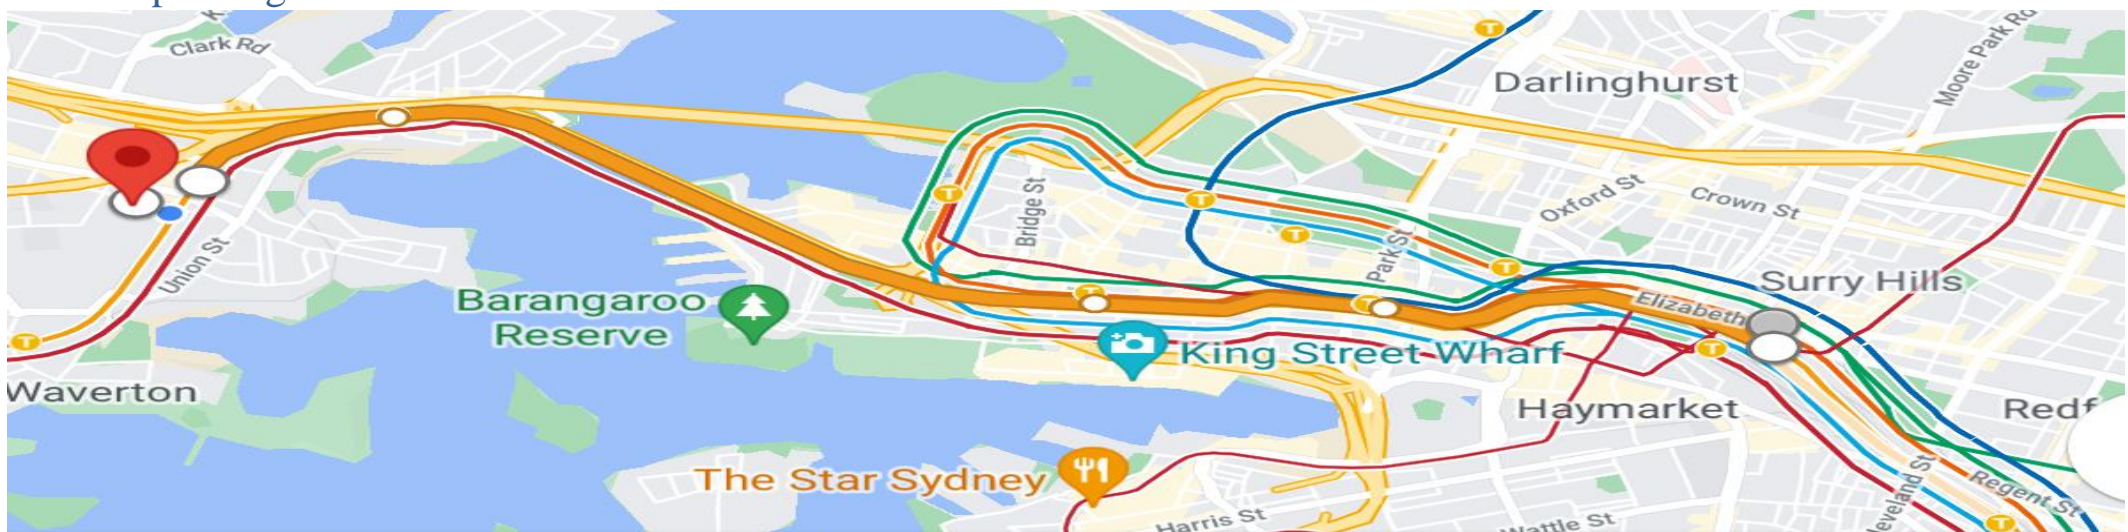 Clark Rd
Moore Park Rd
Darlinghurst
Oxford St
Crown St
Bridge St
Park St
Union St
Surry Hills
Elizabeth
Barangaroo
Reserve
King Street Wharf
Waverton
Haymarket
Redf
The Star Sydney
Regent St
eveland St
Harris St
Wattle St
T
T
T
T
T
T
T
T
T
T